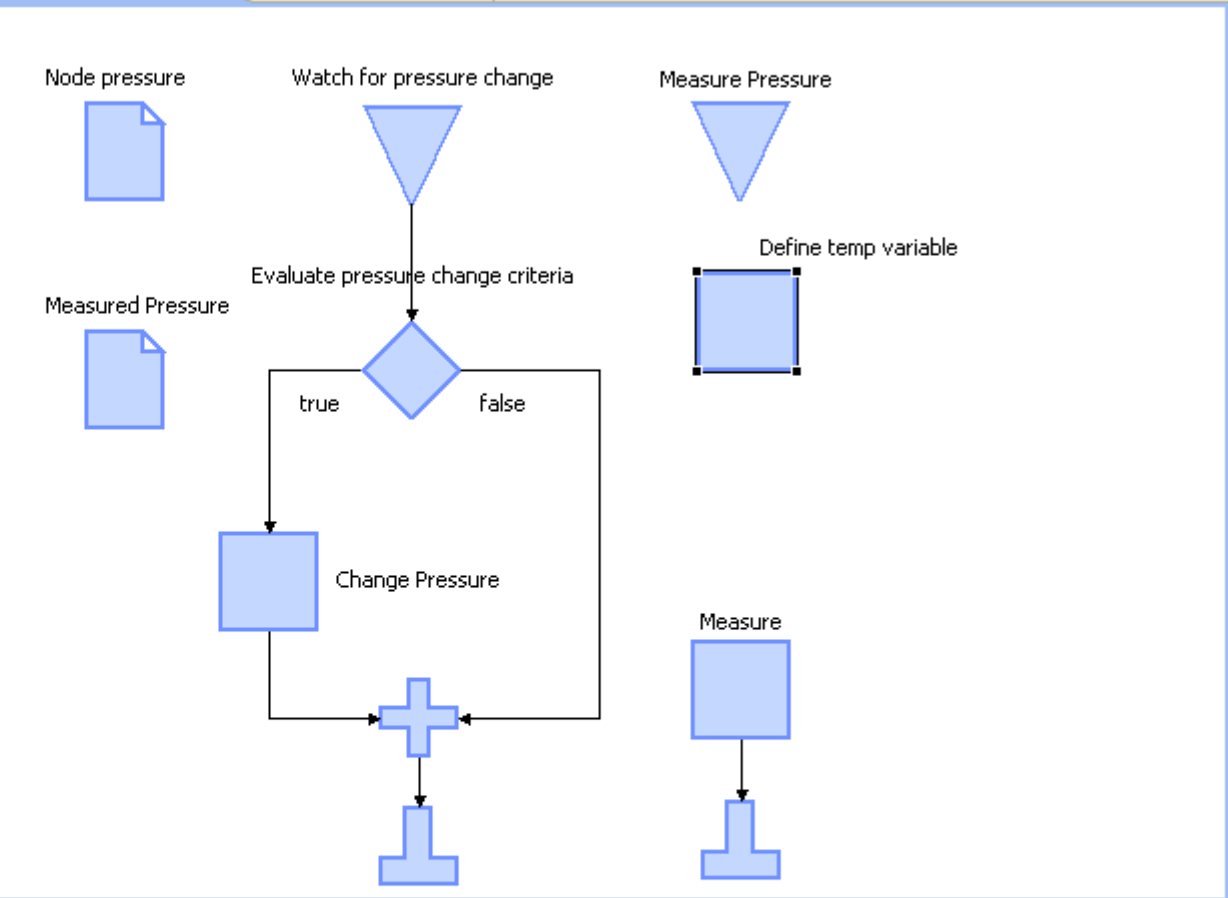 Node pressure
Watch for pressure change
Measure Pressure
Define temp variable
Evaluate pressure change criteria
Measured Pressure
true
false
Change Pressure
Measure